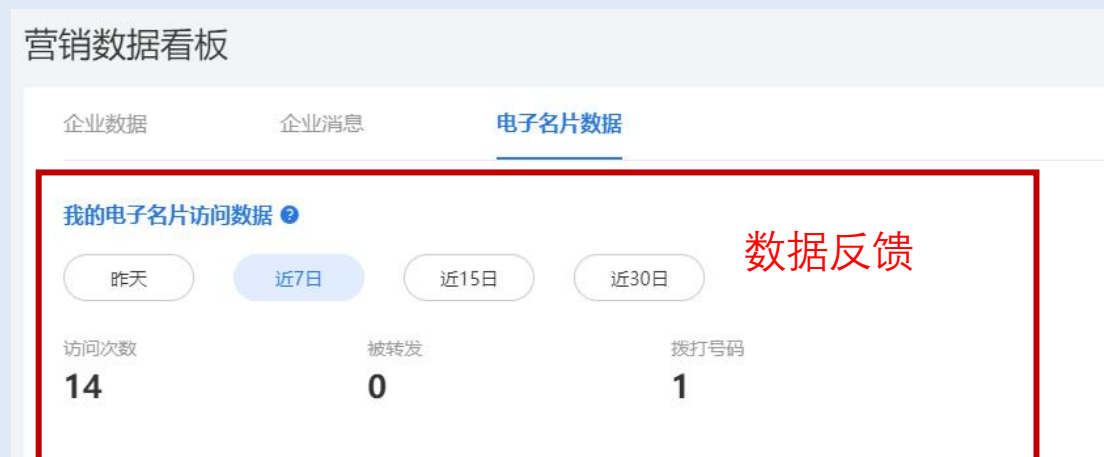 营销数据看板
企业数据 企业消息 电子名片数据
我的电子名片访问数据 ?
数据反馈
昨天 近7日 近15日 近30日
访问次数 被转发 拨打号码
14 0 1